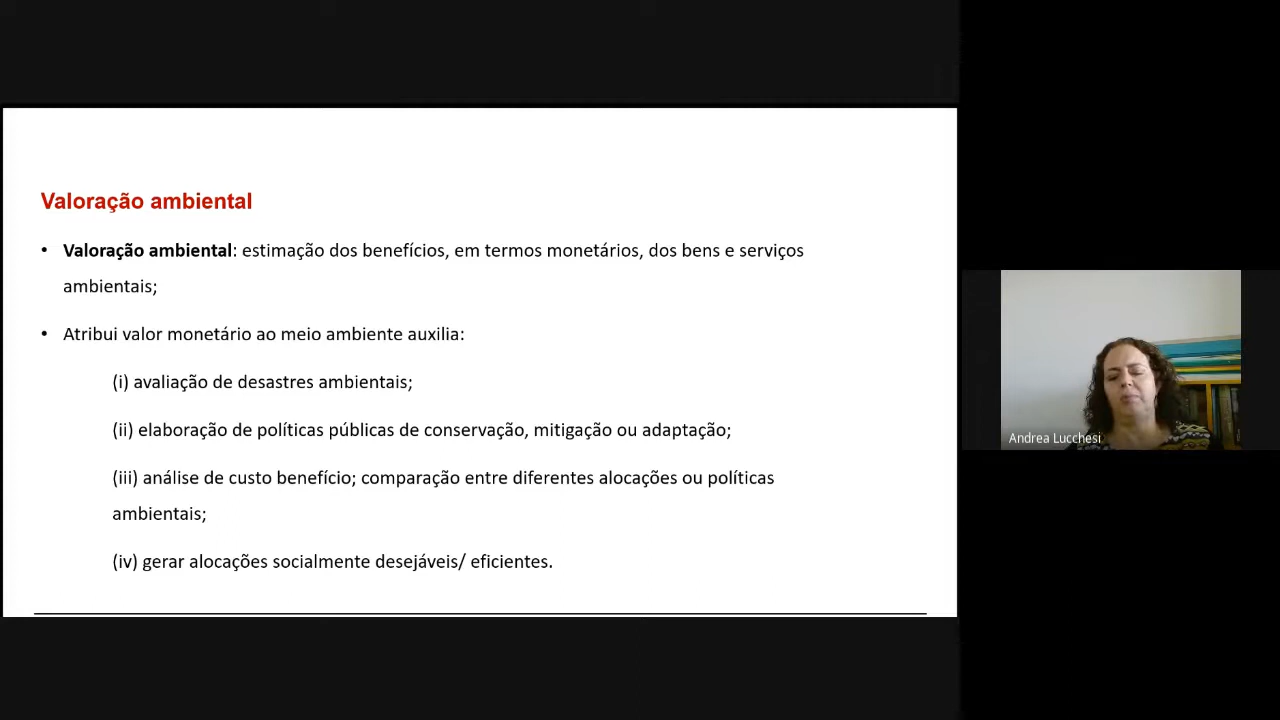 Valoração ambiental
• Valoração ambiental: estimação dos benefícios, em termos monetários, dos bens e serviços
ambientais;
• Atribui valor monetário ao meio ambiente auxilia:
(i) avaliação de desastres ambientais;
(ii) elaboração de políticas públicas de conservação, mitigação ou adaptação;
(iii) análise de custo benefício; comparação entre diferentes alocações ou políticas
ambientais;
(iv) gerar alocações socialmente desejáveis/ eficientes.
Andrea Lucchesi